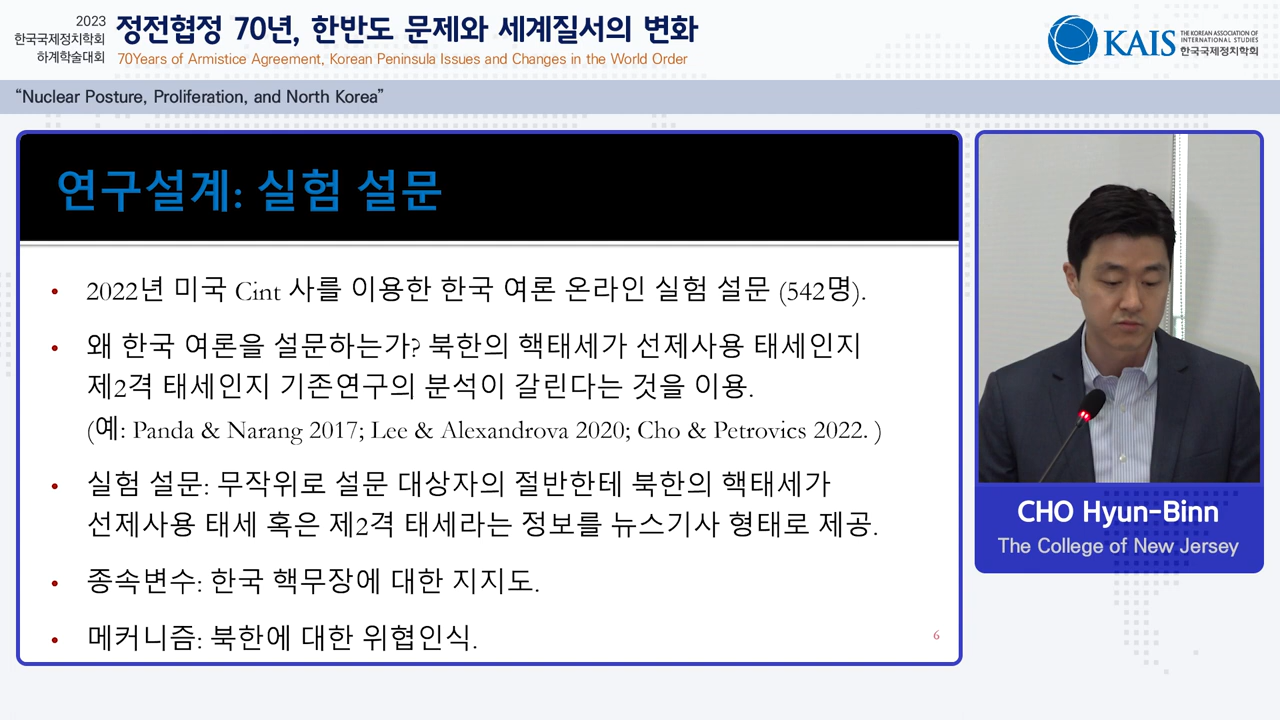 2023
한국국제정치학회
하계학술대회
정전협정 70년, 한반도 문제와 세계질서의 변화
70Years of Armistice Agreement, Korean Peninsula Issues and Changes in the World Order
KAIS
THE KOREAN ASSOCIATION OF
INTERNATIONAL STUDIES
한국국제정치학회
“Nuclear Posture, Proliferation, and North Korea”
연구설계: 실험 설문
• 2022년 미국 Cint 사를 이용한 한국 여론 온라인 실험 설문 (542명).
• 왜 한국 여론을 설문하는가? 북한의 핵태세가 선제사용 태세인지
제2격 태세인지 기존연구의 분석이 갈린다는 것을 이용.
(예: Panda & Narang 2017; Lee & Alexandrova 2020; Cho & Petrovics 2022. )
• 실험 설문: 무작위로 설문 대상자의 절반한테 북한의 핵태세가
선제사용 태세 혹은 제2격 태세라는 정보를 뉴스기사 형태로 제공.
• 종속변수: 한국 핵무장에 대한 지지도.
• 메커니즘: 북한에 대한 위협인식.
6
CHO Hyun-Binn
The College of New Jersey